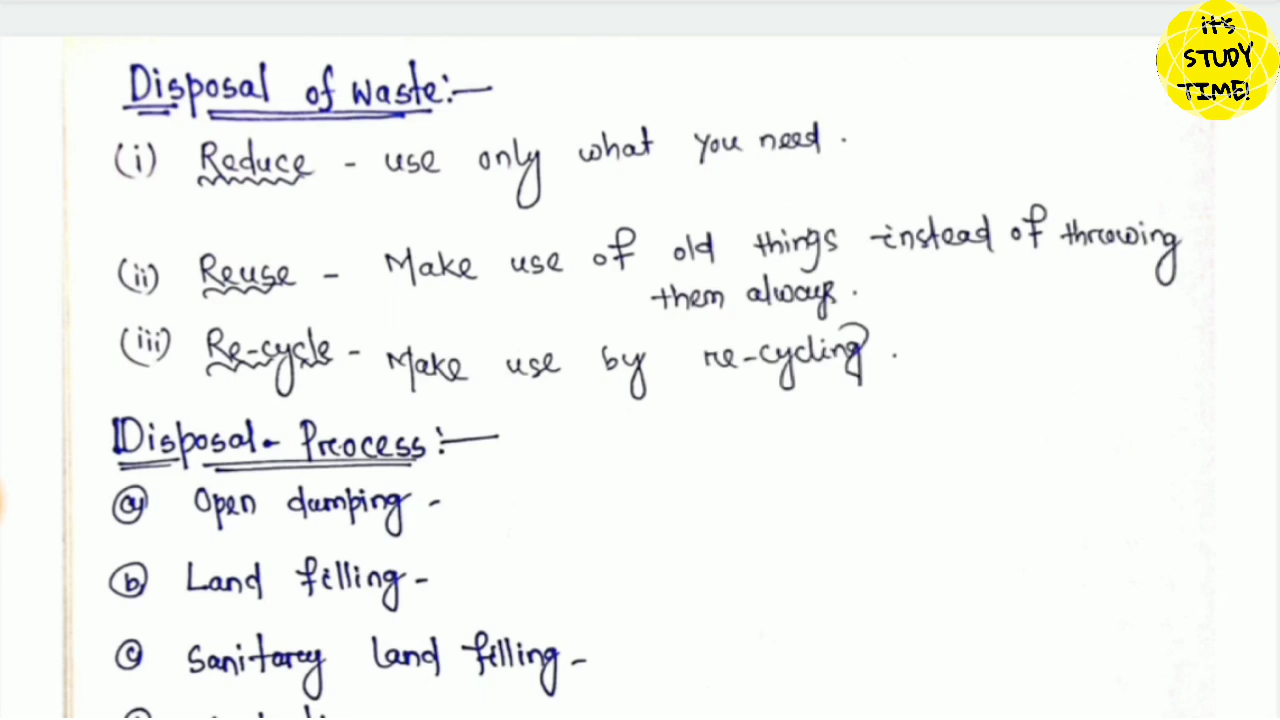 it's
STUDY
TIME!
Disposal of waste:-
(i) Reduce - use only what you need.
(ii) Reuse - Make use of old things instead of throwing
them always.
(iii) Re-cycle - Make use by re-cycling.
Disposal - Process:-
(a) Open dumping -
(b) Land filling -
(c) Sanitary land filling -